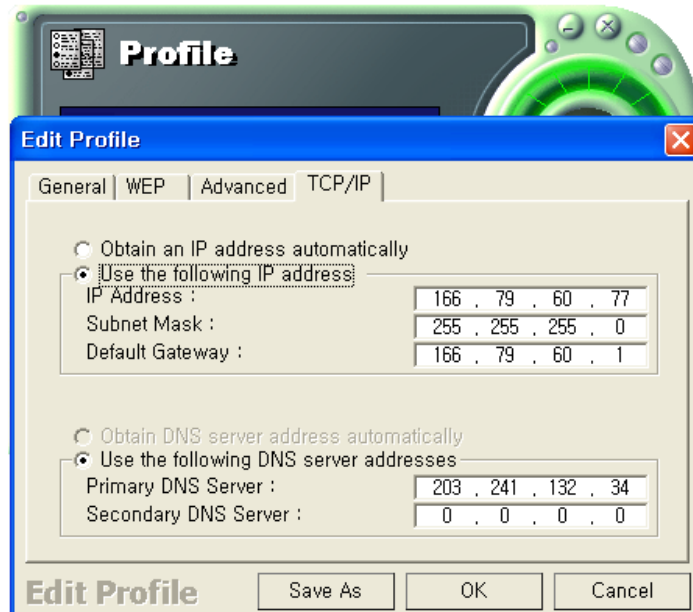 Profile
Edit Profile
General WEP Advanced TCP/IP
Obtain an IP address automatically
Use the following IP address
IP Address : 166 . 79 . 60 . 77
Subnet Mask : 255 . 255 . 255 . 0
Default Gateway : 166 . 79 . 60 . 1
Obtain DNS server address automatically
Use the following DNS server addresses
Primary DNS Server : 203 . 241 . 132 . 34
Secondary DNS Server : 0 . 0 . 0 . 0
Edit Profile Save As OK Cancel